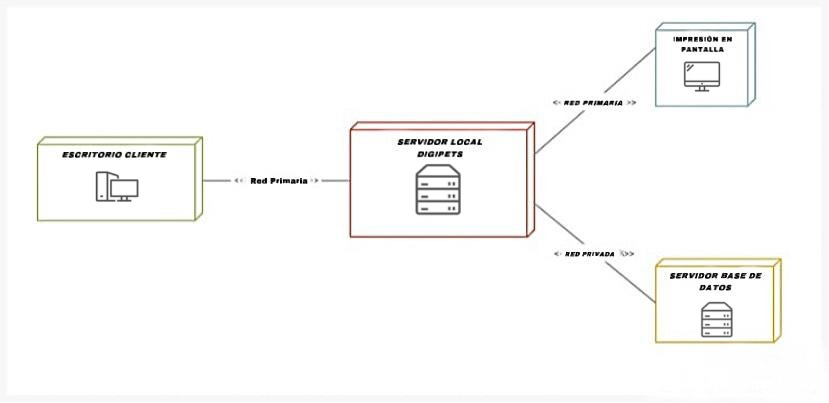 IMPRESIÓN EN
PANTALLA
<< RED PRIMARIA >>
SERVIDOR LOCAL
DIGIPETS
ESCRITORIO CLIENTE
<< Red Primaria >>
<< RED PRIVADA >>
SERVIDOR BASE DE
DATOS